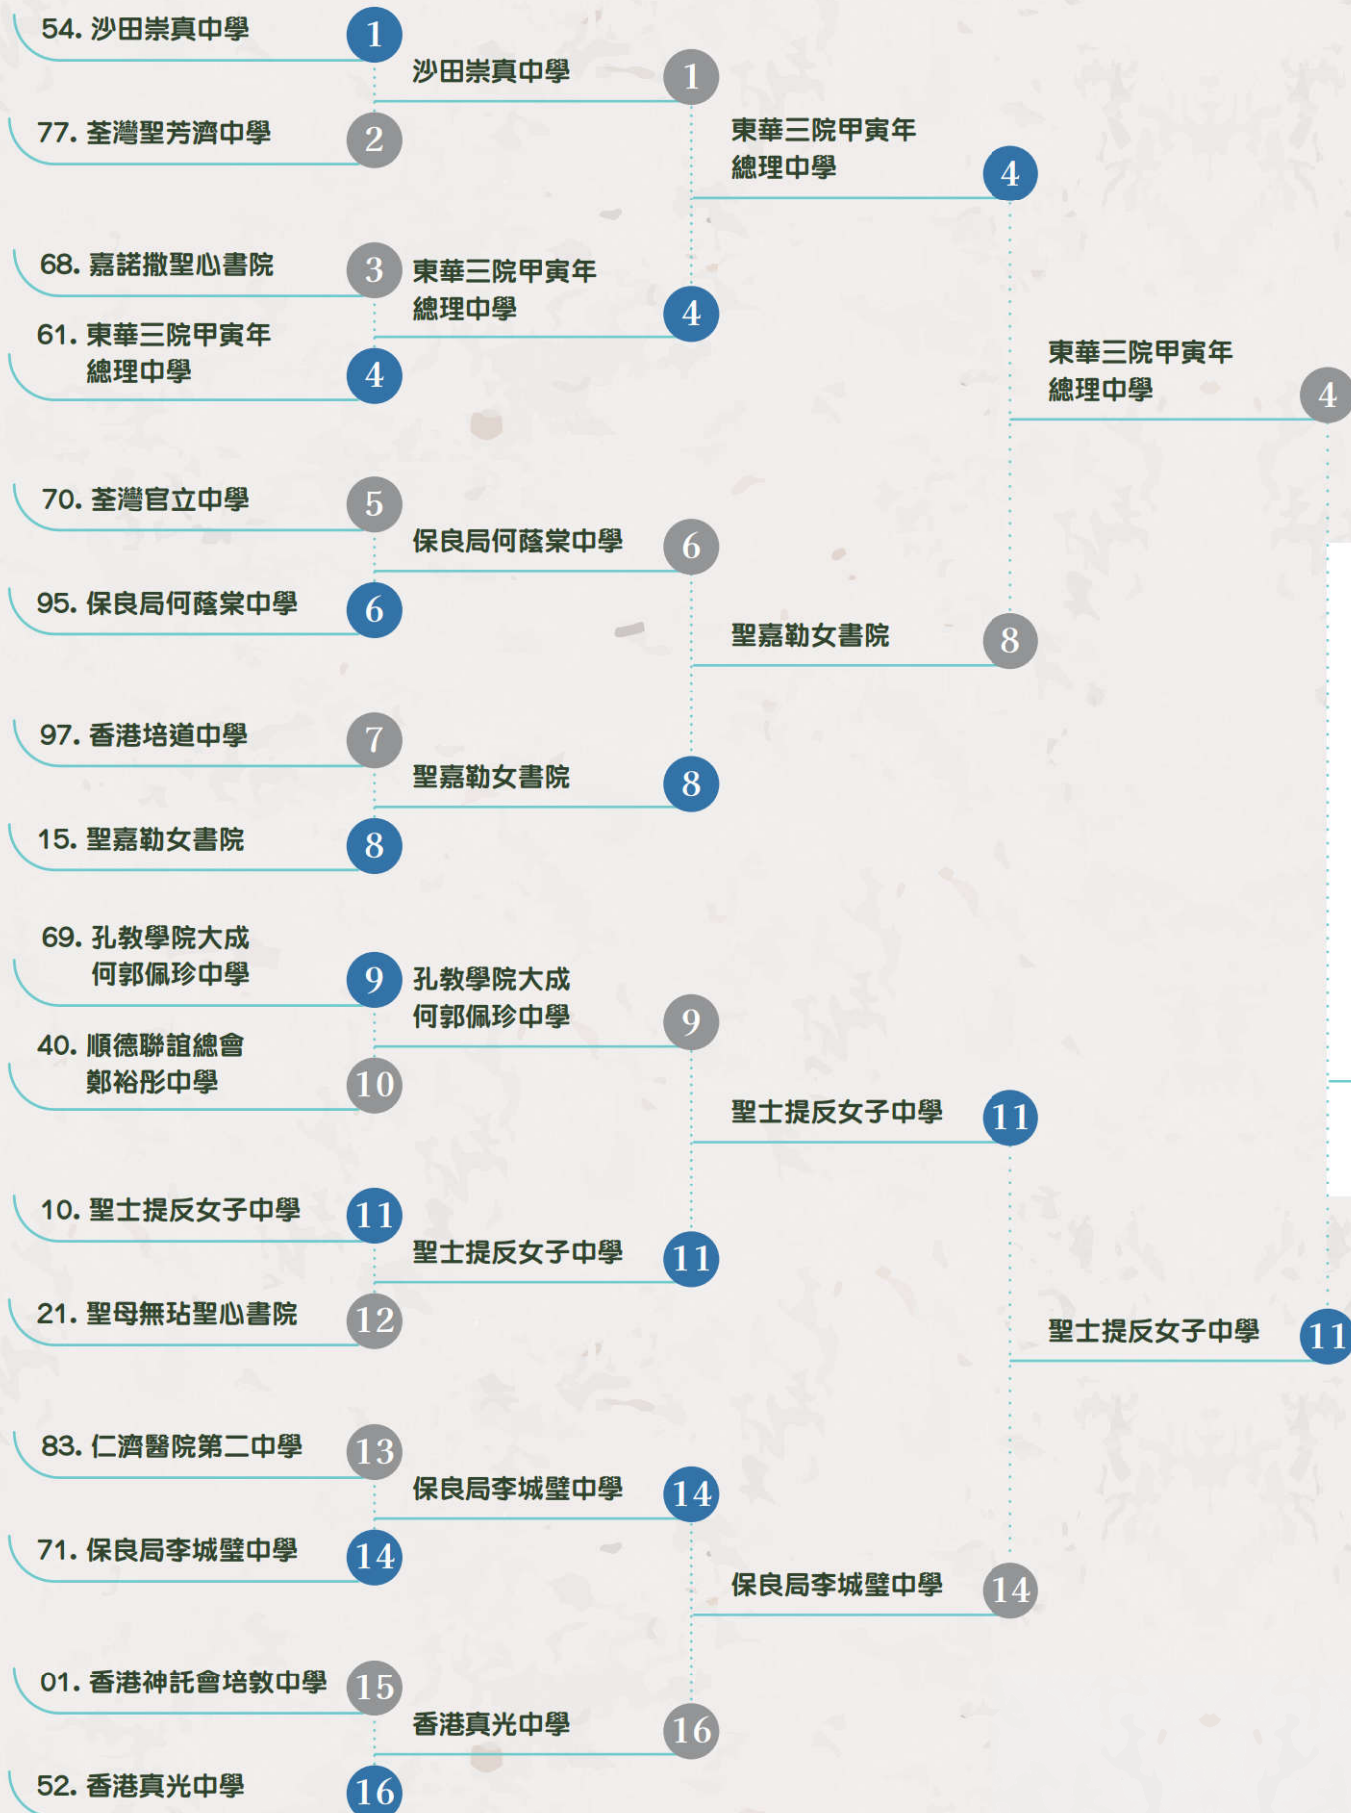 54. 沙田崇真中學
1
沙田崇真中學
1
77. 荃灣聖芳濟中學
2
東華三院甲寅年
總理中學
4
68. 嘉諾撒聖心書院
3
東華三院甲寅年
總理中學
4
61. 東華三院甲寅年
總理中學
4
東華三院甲寅年
總理中學
4
70. 荃灣官立中學
5
保良局何蔭棠中學
6
95. 保良局何蔭棠中學
6
聖嘉勒女書院
8
97. 香港培道中學
7
聖嘉勒女書院
8
15. 聖嘉勒女書院
8
69. 孔教學院大成
何郭佩珍中學
9
孔教學院大成
何郭佩珍中學
9
40. 順德聯誼總會
鄭裕彤中學
10
聖士提反女子中學
11
10. 聖士提反女子中學
11
聖士提反女子中學
11
21. 聖母無玷聖心書院
12
聖士提反女子中學
11
83. 仁濟醫院第二中學
13
保良局李城璧中學
14
71. 保良局李城璧中學
14
保良局李城璧中學
14
01. 香港神託會培敦中學
15
香港真光中學
16
52. 香港真光中學
16